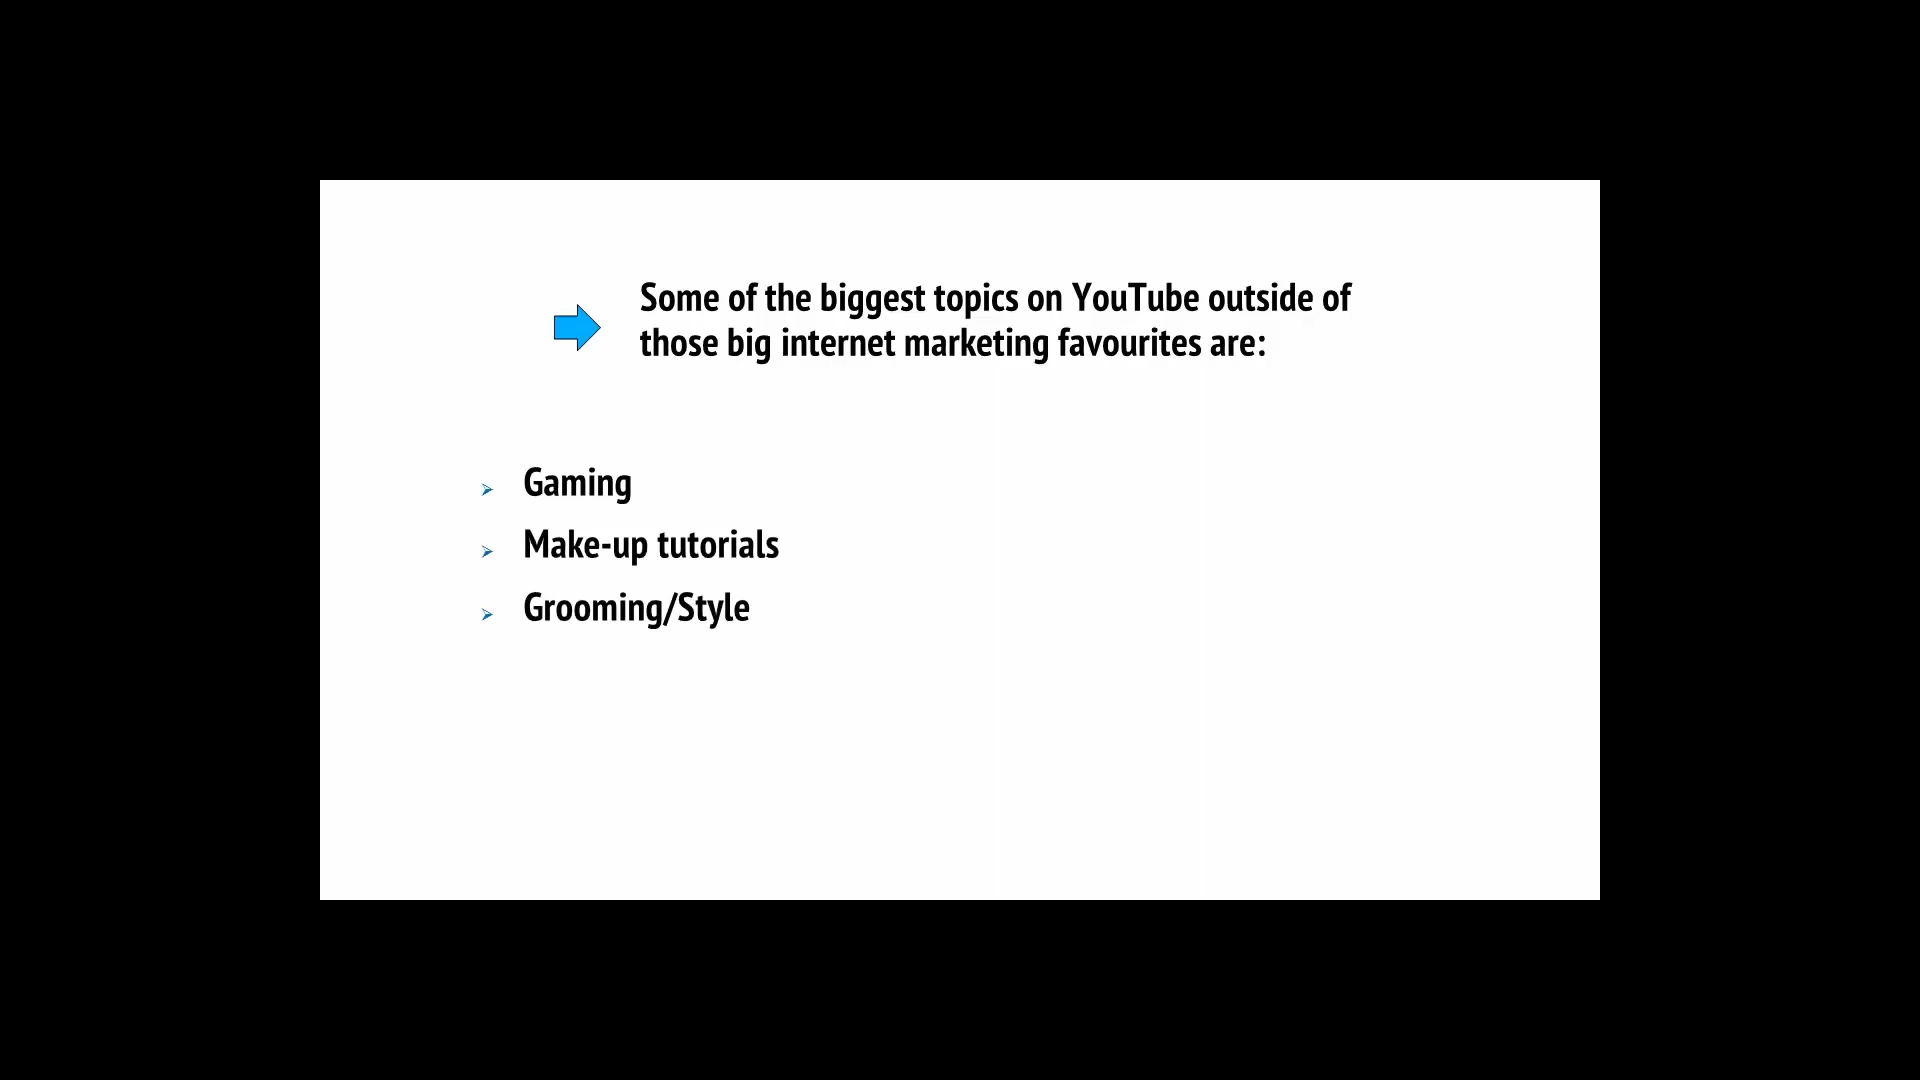 Some of the biggest topics on YouTube outside of
those big internet marketing favourites are:
Gaming
Make-up tutorials
Grooming/Style